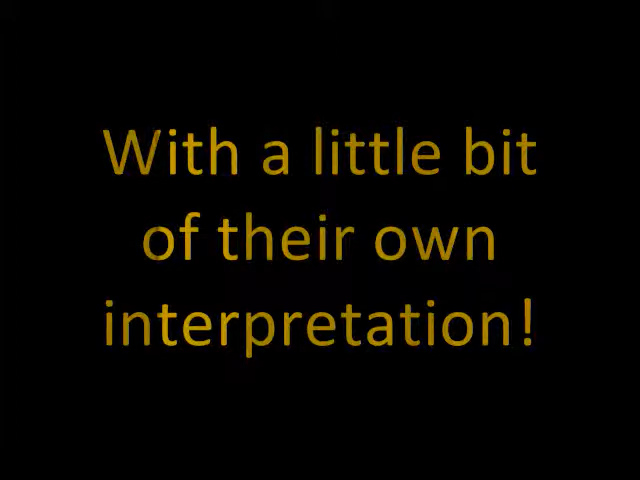 With a little bit
of their own
interpretation!